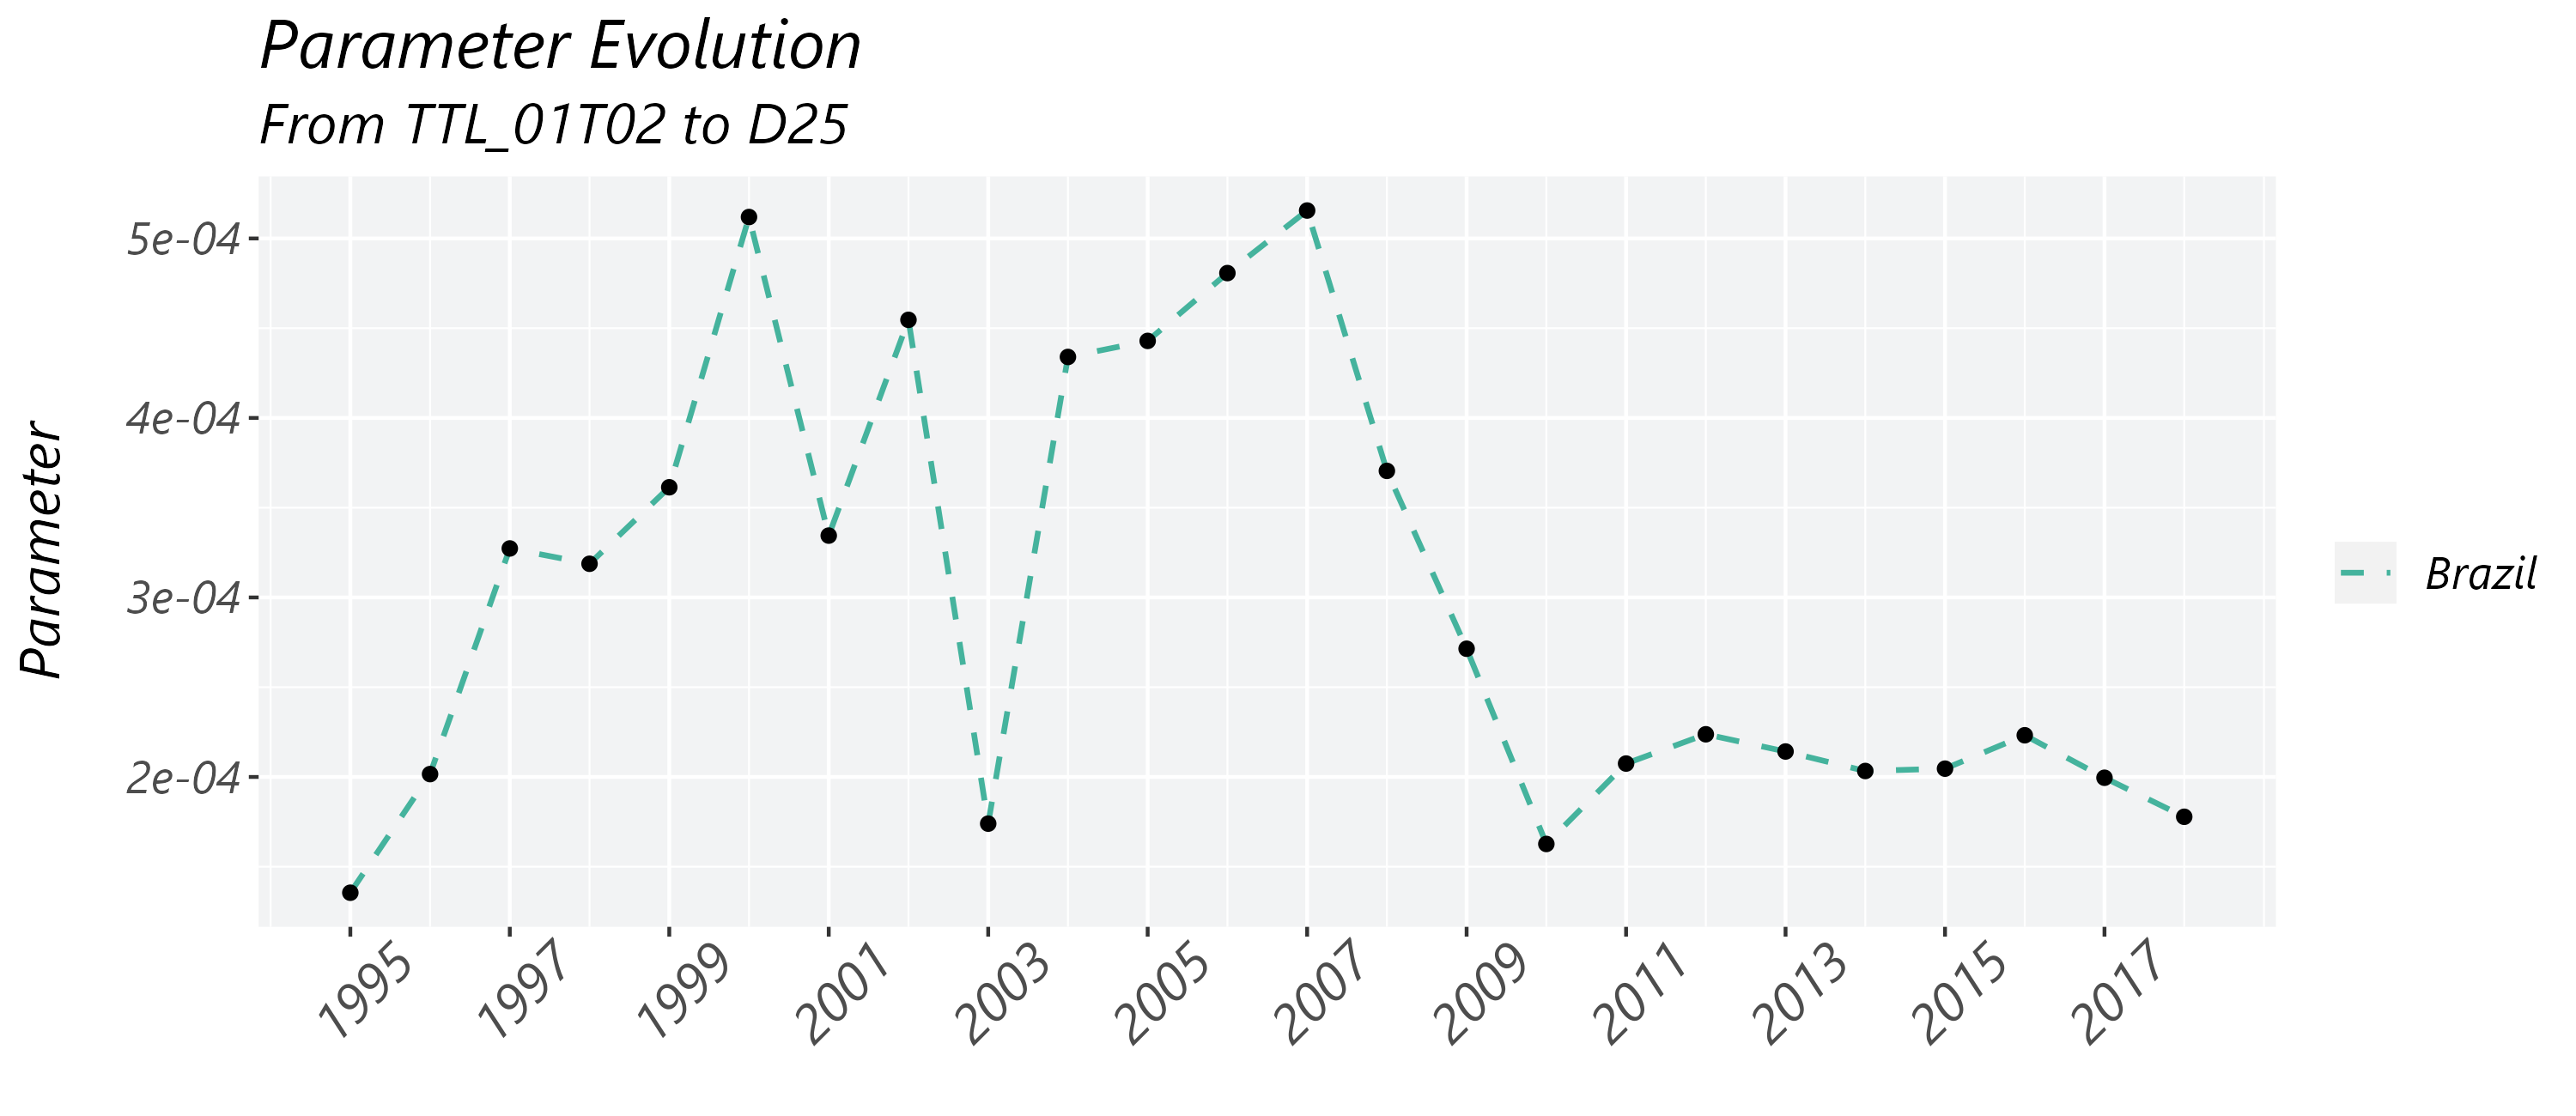 Parameter Evolution
From TTL_01T02 to D25
Parameter
5e-04
4e-04
3e-04
2e-04
1995
1997
1999
2001
2003
2005
2007
2009
2011
2013
2015
2017
Brazil